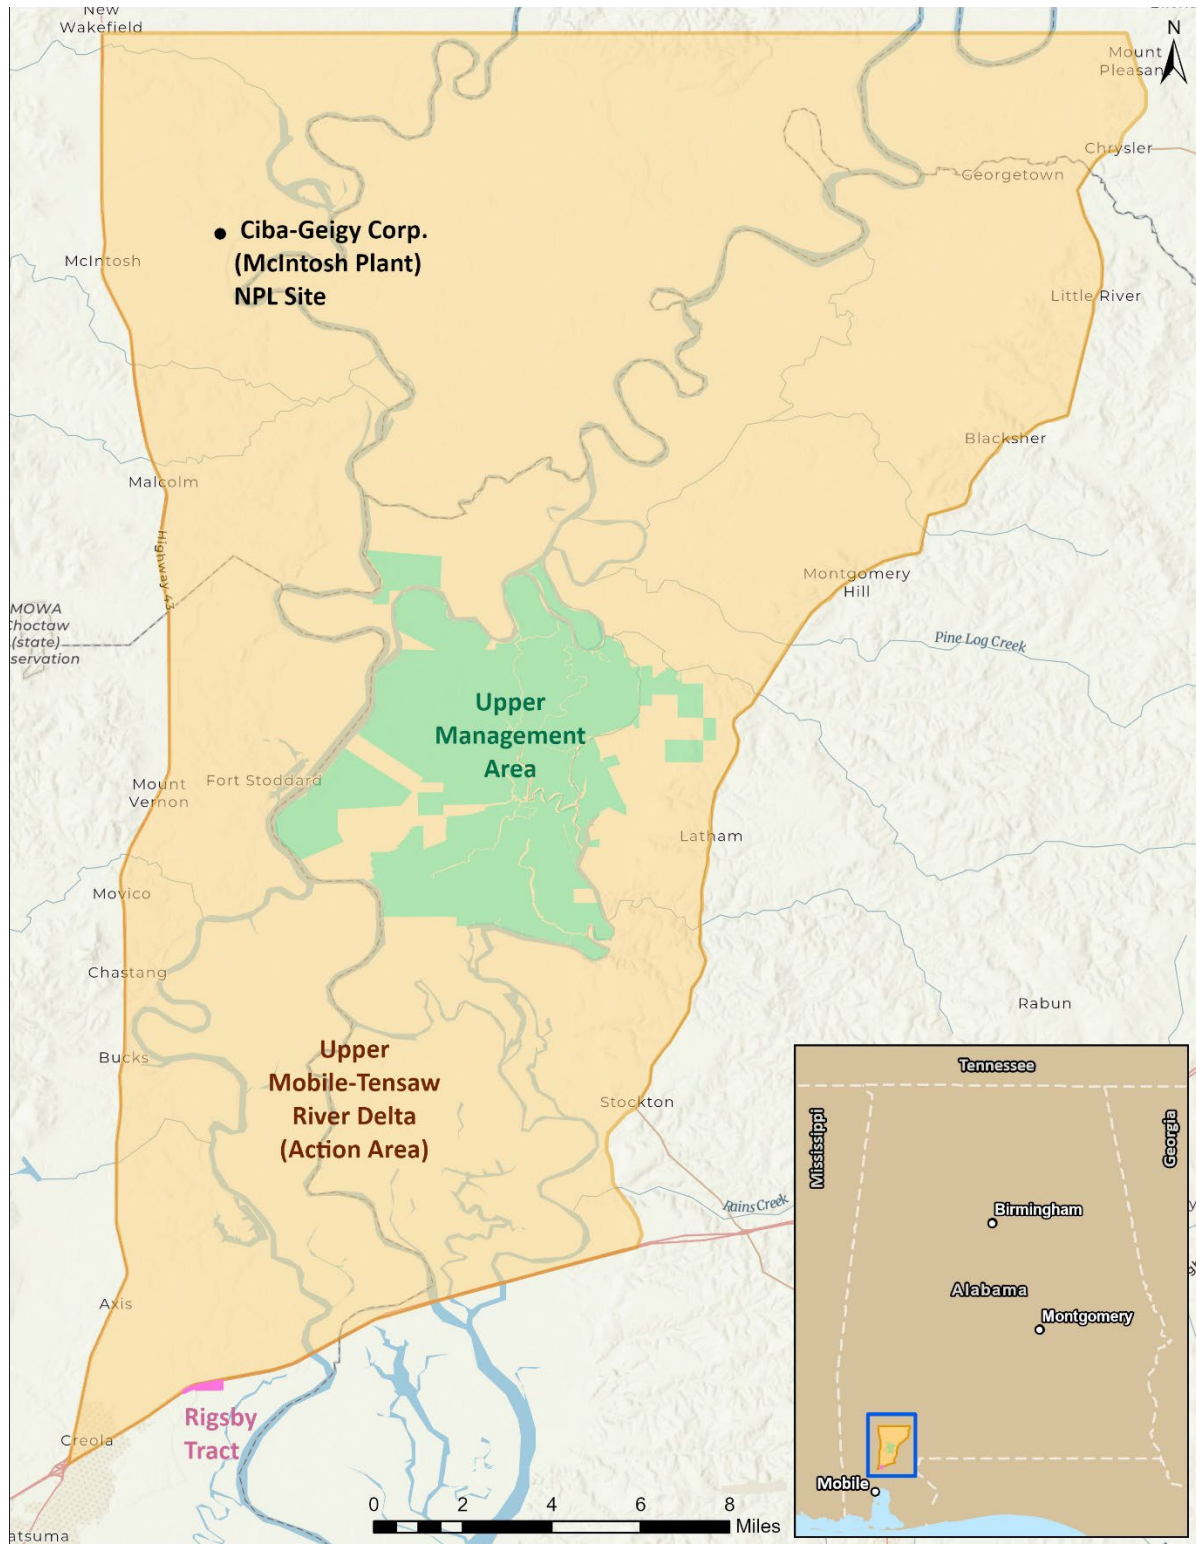 New
Wakefield
N
Mount
Pleasant
Chrysler
Georgetown
Ciba-Geigy Corp.
(McIntosh Plant)
NPL Site
McIntosh
Little River
Blacksher
Malcolm
Highway 43
Montgomery
Hill
MOWA
Choctaw
(state)
servation
Pine Log Creek
Upper
Management
Area
Fort Stoddard
Mount
Vernon
Latham
Movico
Chastang
Rabun
Bucks
Upper
Mobile-Tensaw
River Delta
(Action Area)
Stockton
Rains Creek
Axis
Rigsby
Tract
Creola
atsuma
0 2 4 6 8
Miles
Tennessee
Mississippi
Georgia
Birmingham
Alabama
Montgomery
Mobile